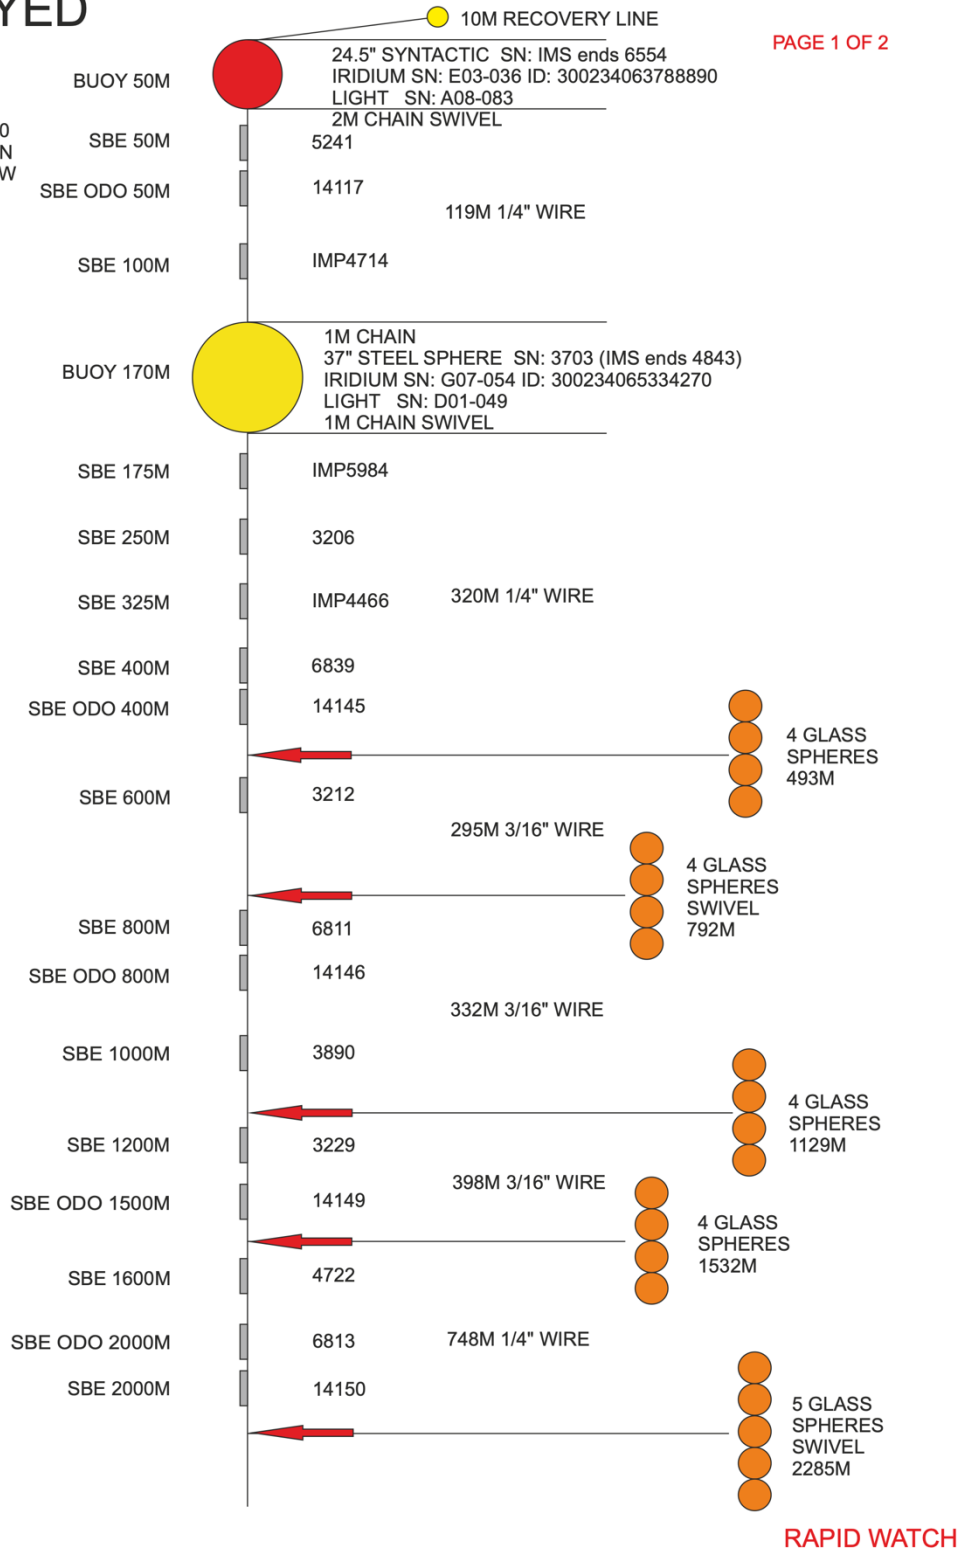 YED
10M RECOVERY LINE
PAGE 1 OF 2
24.5" SYNTACTIC SN: IMS ends 6554
BUOY 50M
IRIDIUM SN: E03-036 ID: 300234063788890
LIGHT SN: A08-083
2M CHAIN SWIVEL
0
N
W
SBE 50M
5241
SBE ODO 50M
14117
119M 1/4" WIRE
SBE 100M
IMP4714
1M CHAIN
37" STEEL SPHERE SN: 3703 (IMS ends 4843)
BUOY 170M
IRIDIUM SN: G07-054 ID: 300234065334270
LIGHT SN: D01-049
1M CHAIN SWIVEL
SBE 175M
IMP5984
SBE 250M
3206
SBE 325M
IMP4466
320M 1/4" WIRE
SBE 400M
6839
SBE ODO 400M
14145
4 GLASS
SPHERES
493M
SBE 600M
3212
295M 3/16" WIRE
4 GLASS
SPHERES
SWIVEL
792M
SBE 800M
6811
SBE ODO 800M
14146
332M 3/16" WIRE
SBE 1000M
3890
4 GLASS
SPHERES
1129M
SBE 1200M
3229
398M 3/16" WIRE
SBE ODO 1500M
14149
4 GLASS
SPHERES
1532M
SBE 1600M
4722
SBE ODO 2000M
6813
748M 1/4" WIRE
SBE 2000M
14150
5 GLASS
SPHERES
SWIVEL
2285M
RAPID WATCH